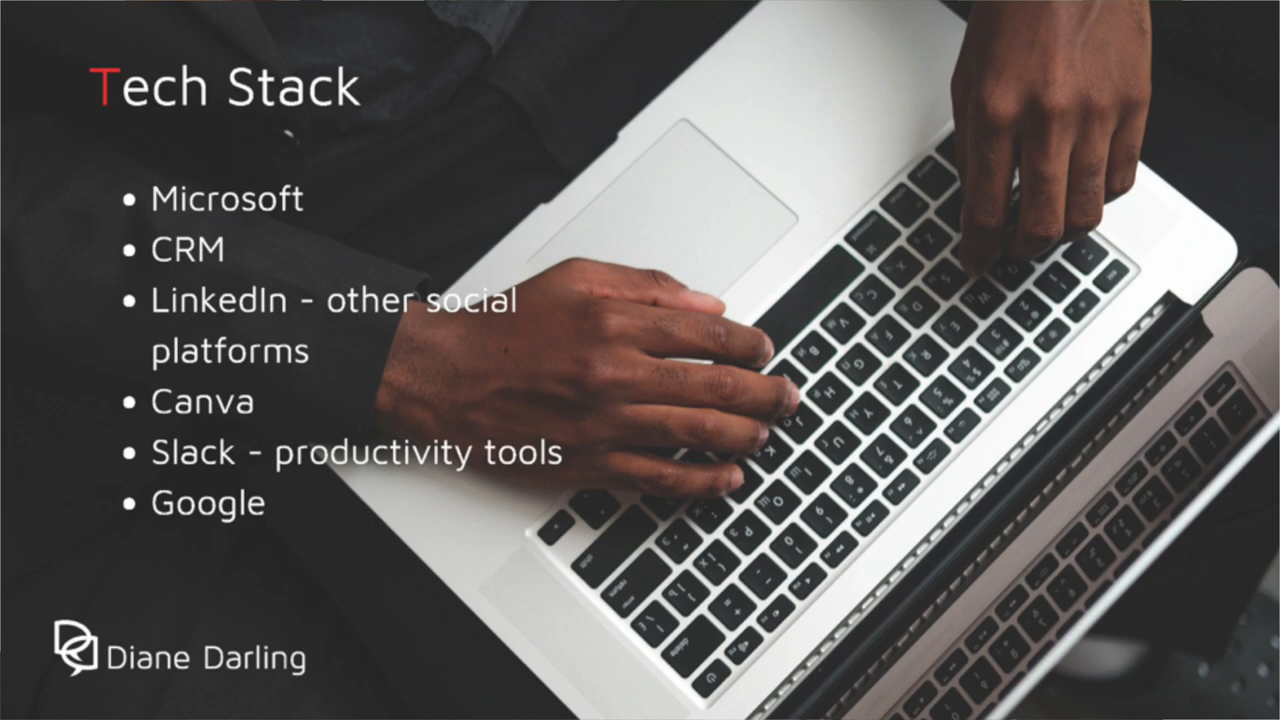 Tech Stack
• Microsoft
• CRM
• LinkedIn - other social
platforms
• Canva
• Slack - productivity tools
• Google
Diane Darling